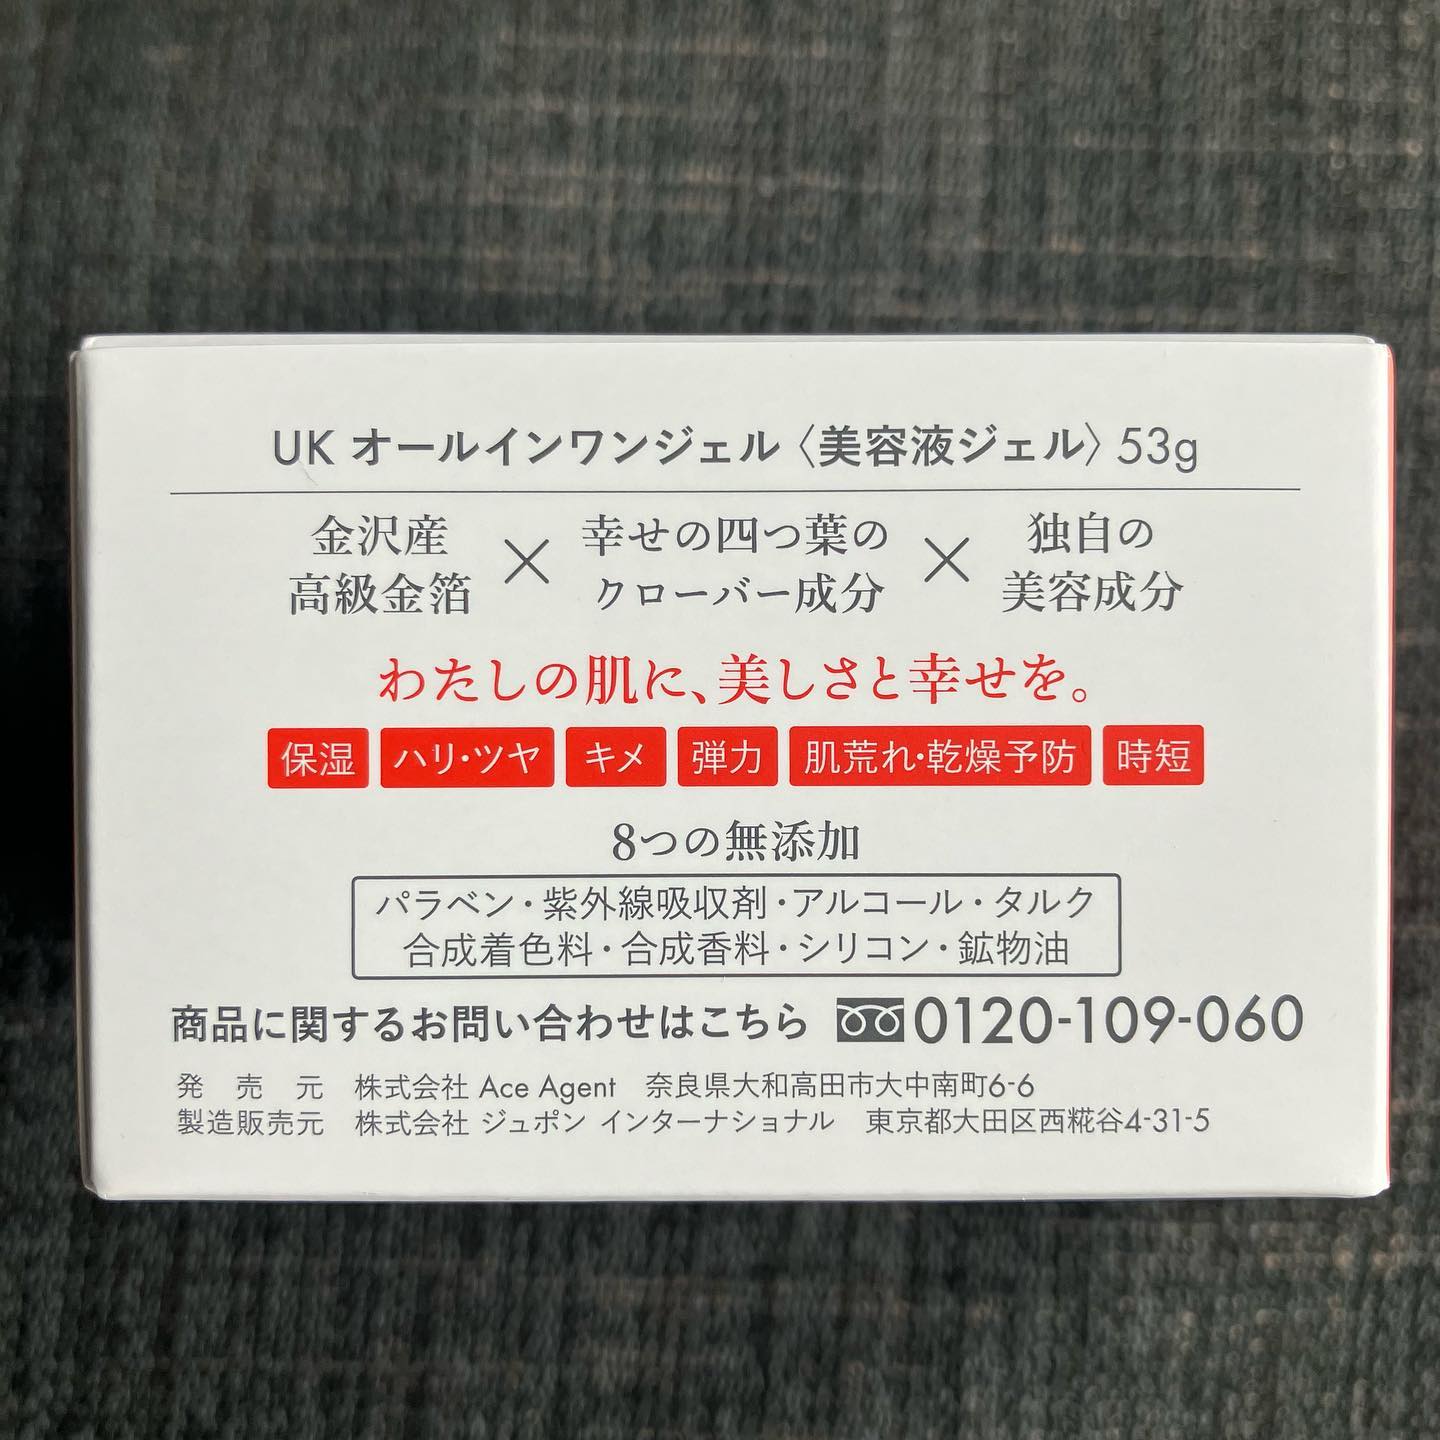 UK オールインワンジェル〈美容液ジェル〉53g
金沢産
高級金箔
×
幸せの四つ葉の
クローバー成分
×
独自の
美容成分
わたしの肌に、美しさと幸せを。
保湿 ハリ・ツヤ キメ 弾力 肌荒れ・乾燥予防 時短
8つの無添加
パラベン・紫外線吸収剤・アルコール・タルク
合成着色料・合成香料・シリコン・鉱物油
商品に関するお問い合わせはこちら 0120-109-060
発売元 株式会社 Ace Agent 奈良県大和高田市大中南町6-6
製造販売元 株式会社 ジュポン インターナショナル 東京都大田区西糀谷4-31-5